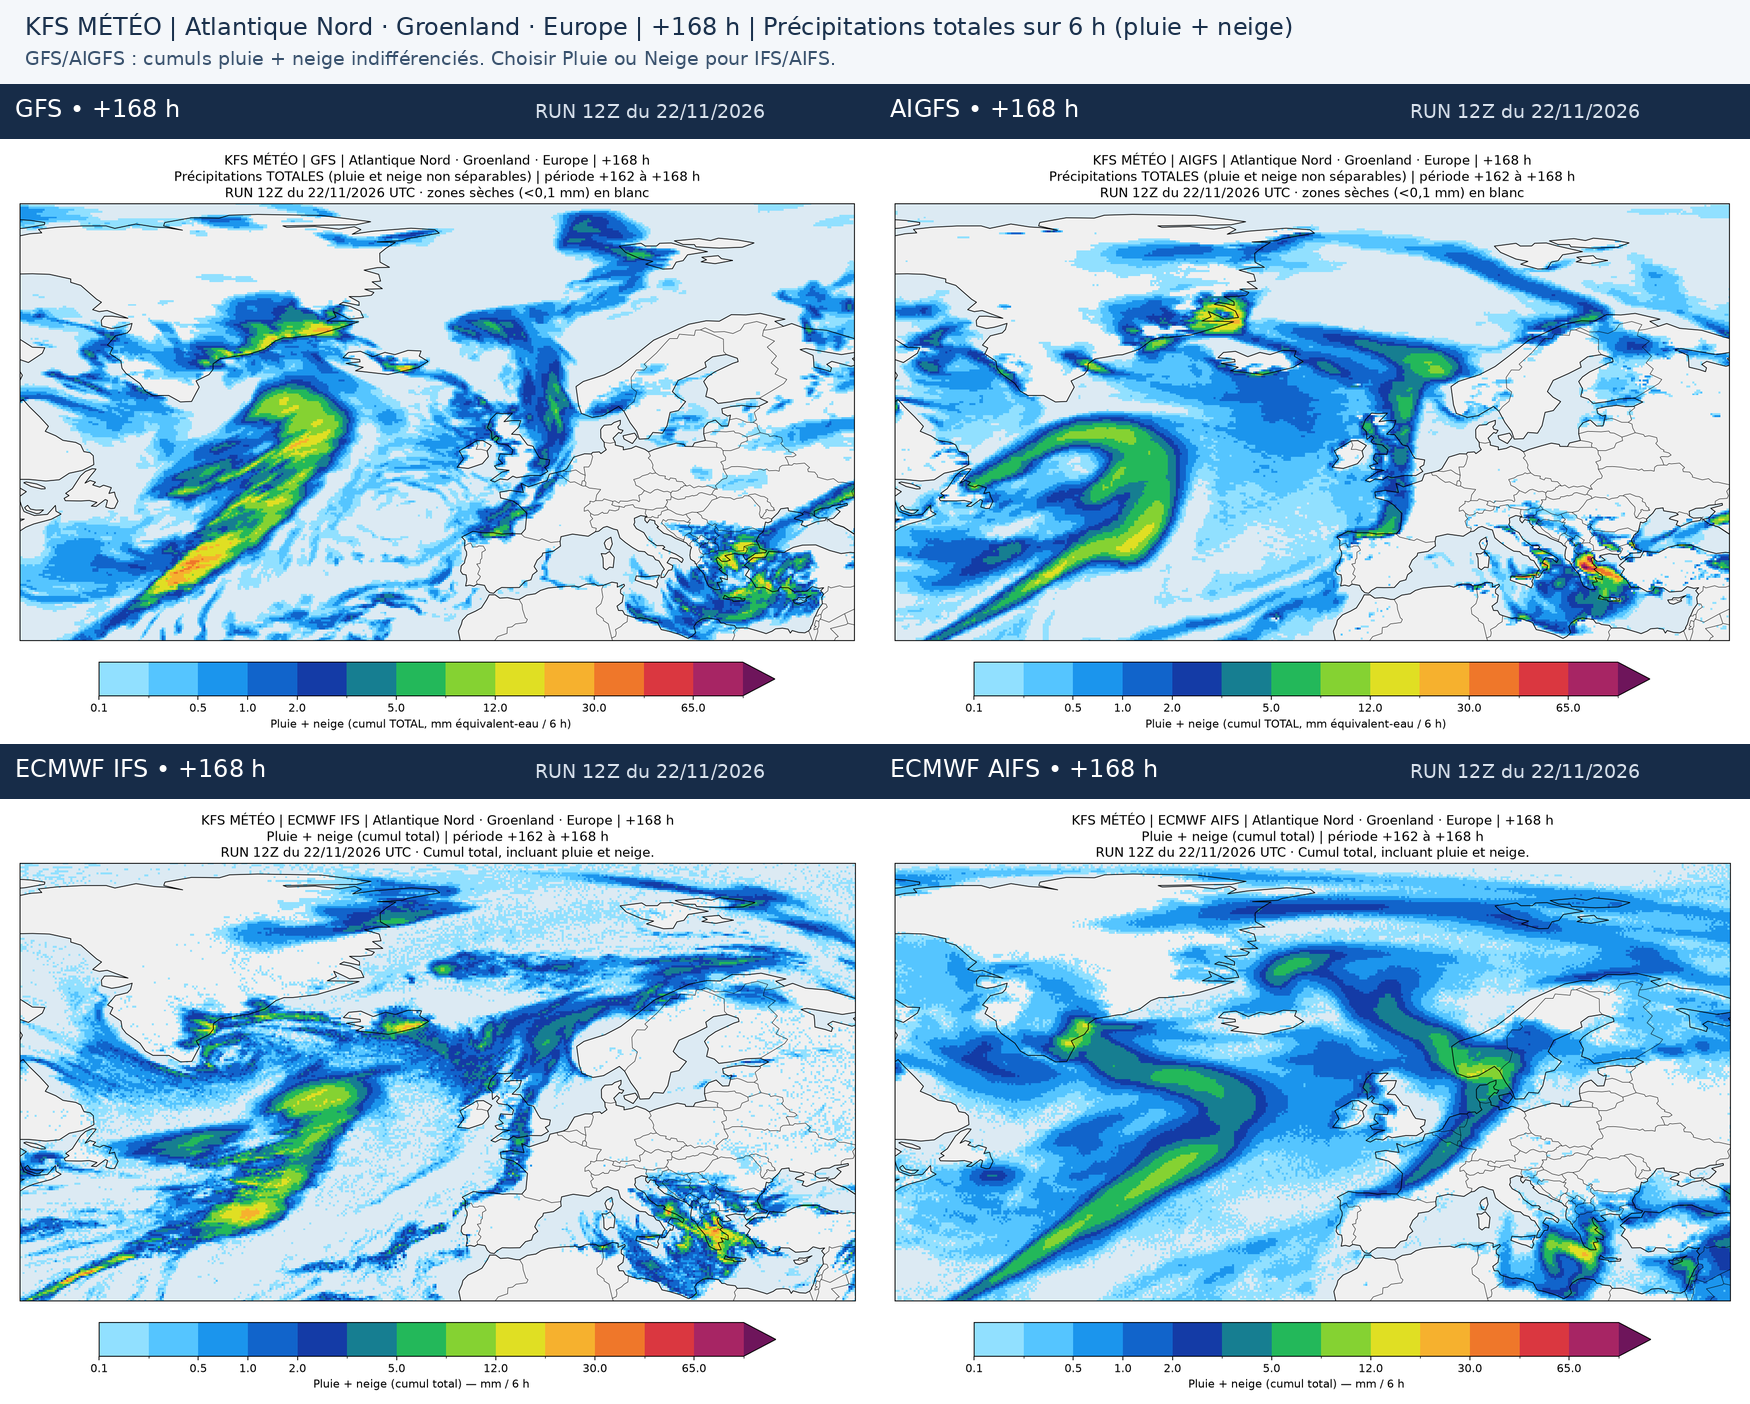 KFS MÉTÉO | Atlantique Nord · Groenland · Europe | +168 h | Précipitations totales sur 6 h (pluie + neige)
GFS/AIGFS : cumuls pluie + neige indifférenciés. Choisir Pluie ou Neige pour IFS/AIFS.
GFS • +168 h
RUN 12Z du 22/11/2026
AIGFS • +168 h
RUN 12Z du 22/11/2026
KFS MÉTÉO | GFS | Atlantique Nord · Groenland · Europe | +168 h
Précipitations TOTALES (pluie et neige non séparables) | période +162 à +168 h
RUN 12Z du 22/11/2026 UTC · zones sèches (<0,1 mm) en blanc
KFS MÉTÉO | AIGFS | Atlantique Nord · Groenland · Europe | +168 h
Précipitations TOTALES (pluie et neige non séparables) | période +162 à +168 h
RUN 12Z du 22/11/2026 UTC · zones sèches (<0,1 mm) en blanc
0.1 0.5 1.0 2.0 5.0 12.0 30.0 65.0
Pluie + neige (cumul TOTAL, mm équivalent-eau / 6 h)
0.1 0.5 1.0 2.0 5.0 12.0 30.0 65.0
Pluie + neige (cumul TOTAL, mm équivalent-eau / 6 h)
ECMWF IFS • +168 h
RUN 12Z du 22/11/2026
ECMWF AIFS • +168 h
RUN 12Z du 22/11/2026
KFS MÉTÉO | ECMWF IFS | Atlantique Nord · Groenland · Europe | +168 h
Pluie + neige (cumul total) | période +162 à +168 h
RUN 12Z du 22/11/2026 UTC · Cumul total, incluant pluie et neige.
KFS MÉTÉO | ECMWF AIFS | Atlantique Nord · Groenland · Europe | +168 h
Pluie + neige (cumul total) | période +162 à +168 h
RUN 12Z du 22/11/2026 UTC · Cumul total, incluant pluie et neige.
0.1 0.5 1.0 2.0 5.0 12.0 30.0 65.0
Pluie + neige (cumul total) — mm / 6 h
0.1 0.5 1.0 2.0 5.0 12.0 30.0 65.0
Pluie + neige (cumul total) — mm / 6 h